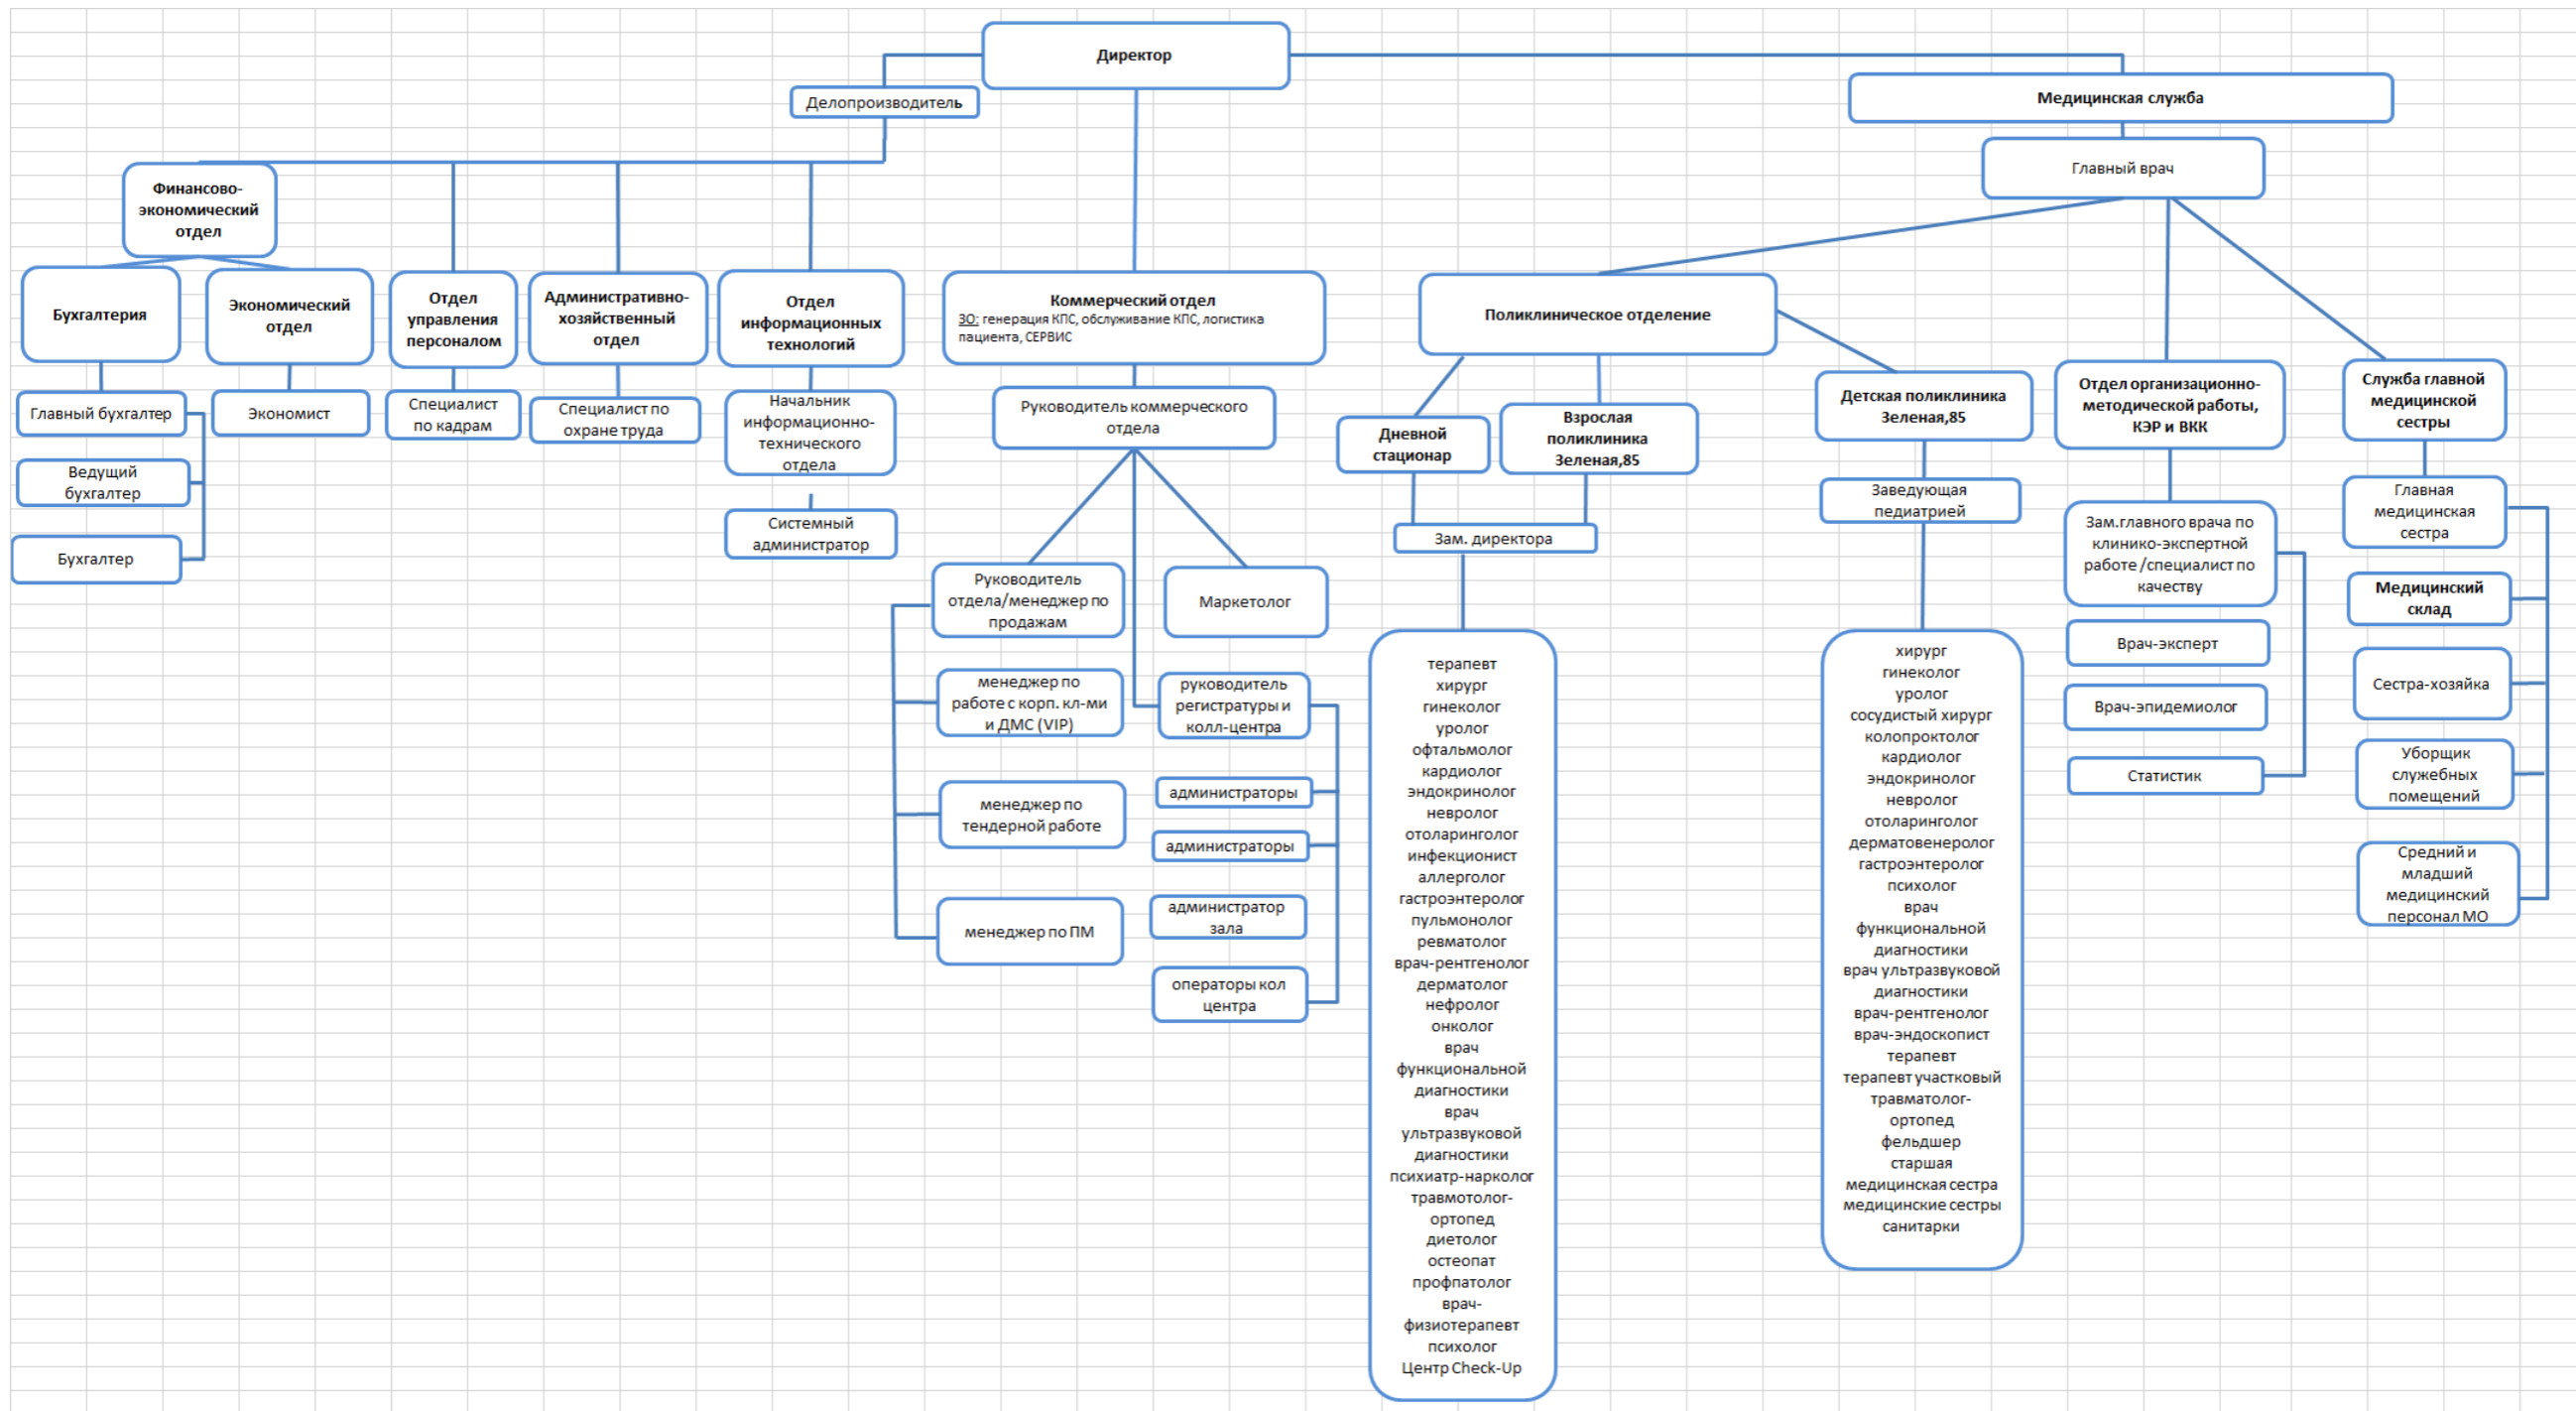 Директор
Делопроизводитель
Медицинская служба
Главный врач
Финансово-
экономический
отдел
Бухгалтерия
Экономический
отдел
Отдел
управления
персоналом
Административно-
хозяйственный
отдел
Отдел
информационных
технологий
Коммерческий отдел
ЗО: генерация КПС, обслуживание КПС, логистика
пациента, СЕРВИС
Поликлиническое отделение
Главный бухгалтер
Ведущий
бухгалтер
Бухгалтер
Экономист
Специалист
по кадрам
Специалист по
охране труда
Начальник
информационно-
технического
отдела
Системный
администратор
Руководитель коммерческого
отдела
Руководитель
отдела/менеджер по
продажам
Маркетолог
менеджер по
работе с корп. кл-ми
и ДМС (VIP)
менеджер по
тендерной работе
менеджер по ПМ
руководитель
регистратуры и
колл-центра
администраторы
администраторы
администратор
зала
операторы кол
центра
Дневной
стационар
Взрослая
поликлиника
Зеленая,85
Зам. директора
терапевт
хирург
гинеколог
уролог
офтальмолог
кардиолог
эндокринолог
невролог
отоларинголог
инфекционист
аллерголог
гастроэнтеролог
пульмонолог
ревматолог
врач-рентгенолог
дерматолог
нефролог
онколог
врач
функциональной
диагностики
врач
ультразвуковой
диагностики
психиатр-нарколог
травмотолог-
ортопед
диетолог
остеопат
профпатолог
врач-
физиотерапевт
психолог
Центр Check-Up
Детская поликлиника
Зеленая,85
Заведующая
педиатрией
хирург
гинеколог
уролог
сосудистый хирург
колопроктолог
кардиолог
эндокринолог
невролог
отоларинголог
дерматовенеролог
гастроэнтеролог
психолог
врач
функциональной
диагностики
врач ультразвуковой
диагностики
врач-рентгенолог
врач-эндоскопист
терапевт
терапевт участковый
травматолог-
ортопед
фельдшер
старшая
медицинская сестра
медицинские сестры
санитарки
Отдел организационно-
методической работы,
КЭР и ВКК
Зам.главного врача по
клинико-экспертной
работе /специалист по
качеству
Врач-эксперт
Врач-эпидемиолог
Статистик
Служба главной
медицинской
сестры
Главная
медицинская
сестра
Медицинский
склад
Сестра-хозяйка
Уборщик
служебных
помещений
Средний и
младший
медицинский
персонал МО